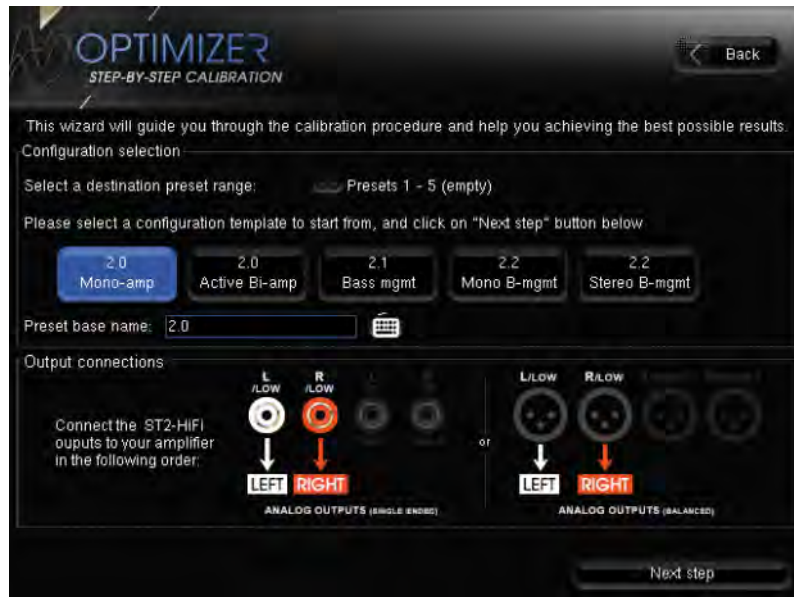 OPTIMIZER
STEP-BY-STEP CALIBRATION
Back
This wizard will guide you through the calibration procedure and help you achieving the best possible results.
Configuration selection
Select a destination preset range:
Presets 1 - 5 (empty)
Please select a configuration template to start from, and click on "Next step" button below
2.0
Mono-amp
2.0
Active Bi-amp
2.1
Bass mgmt
2.2
Mono B-mgmt
2.2
Stereo B-mgmt
Preset base name: 2.0
Output connections
Connect the ST2-HiFi
ouputs to your amplifier
in the following order:
L
/LOW
R
/LOW
LEFT
RIGHT
ANALOG OUTPUTS (SINGLE ENDED)
or
L/LOW
R/LOW
LEFT
RIGHT
ANALOG OUTPUTS (BALANCED)
Next step